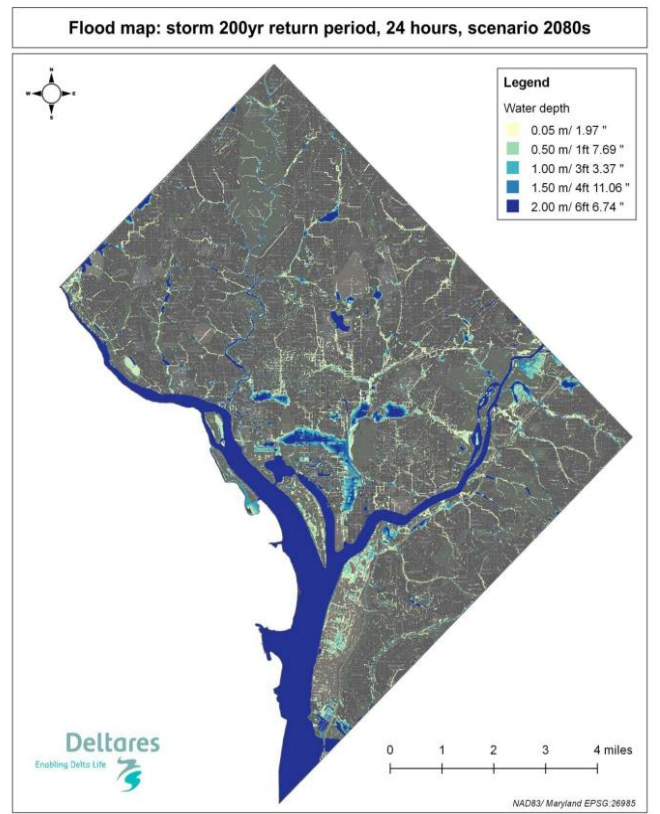 Flood map: storm 200yr return period, 24 hours, scenario 2080s
N
W
E
S
Legend
Water depth
0.05 m/ 1.97 "
0.50 m/ 1ft 7.69 "
1.00 m/ 3ft 3.37 "
1.50 m/ 4ft 11.06 "
2.00 m/ 6ft 6.74 "
Deltares
Enabling Delta Life
0 1 2 3 4 miles
NAD83/ Maryland EPSG:26985